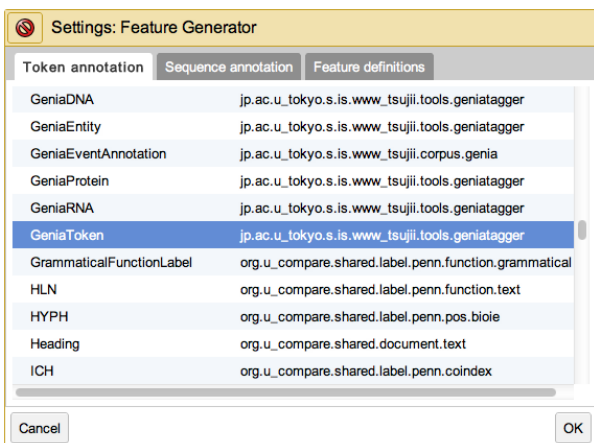 Settings: Feature Generator
Token annotation Sequence annotation Feature definitions
GeniaDNA jp.ac.u_tokyo.s.is.www_tsujii.tools.geniatagger
GeniaEntity jp.ac.u_tokyo.s.is.www_tsujii.tools.geniatagger
GeniaEventAnnotation jp.ac.u_tokyo.s.is.www_tsujii.corpus.genia
GeniaProtein jp.ac.u_tokyo.s.is.www_tsujii.tools.geniatagger
GeniaRNA jp.ac.u_tokyo.s.is.www_tsujii.tools.geniatagger
GeniaToken jp.ac.u_tokyo.s.is.www_tsujii.tools.geniatagger
GrammaticalFunctionLabel org.u_compare.shared.label.penn.function.grammatical
HLN org.u_compare.shared.label.penn.function.text
HYPH org.u_compare.shared.label.penn.pos.bioie
Heading org.u_compare.shared.document.text
ICH org.u_compare.shared.label.penn.coindex
Cancel OK